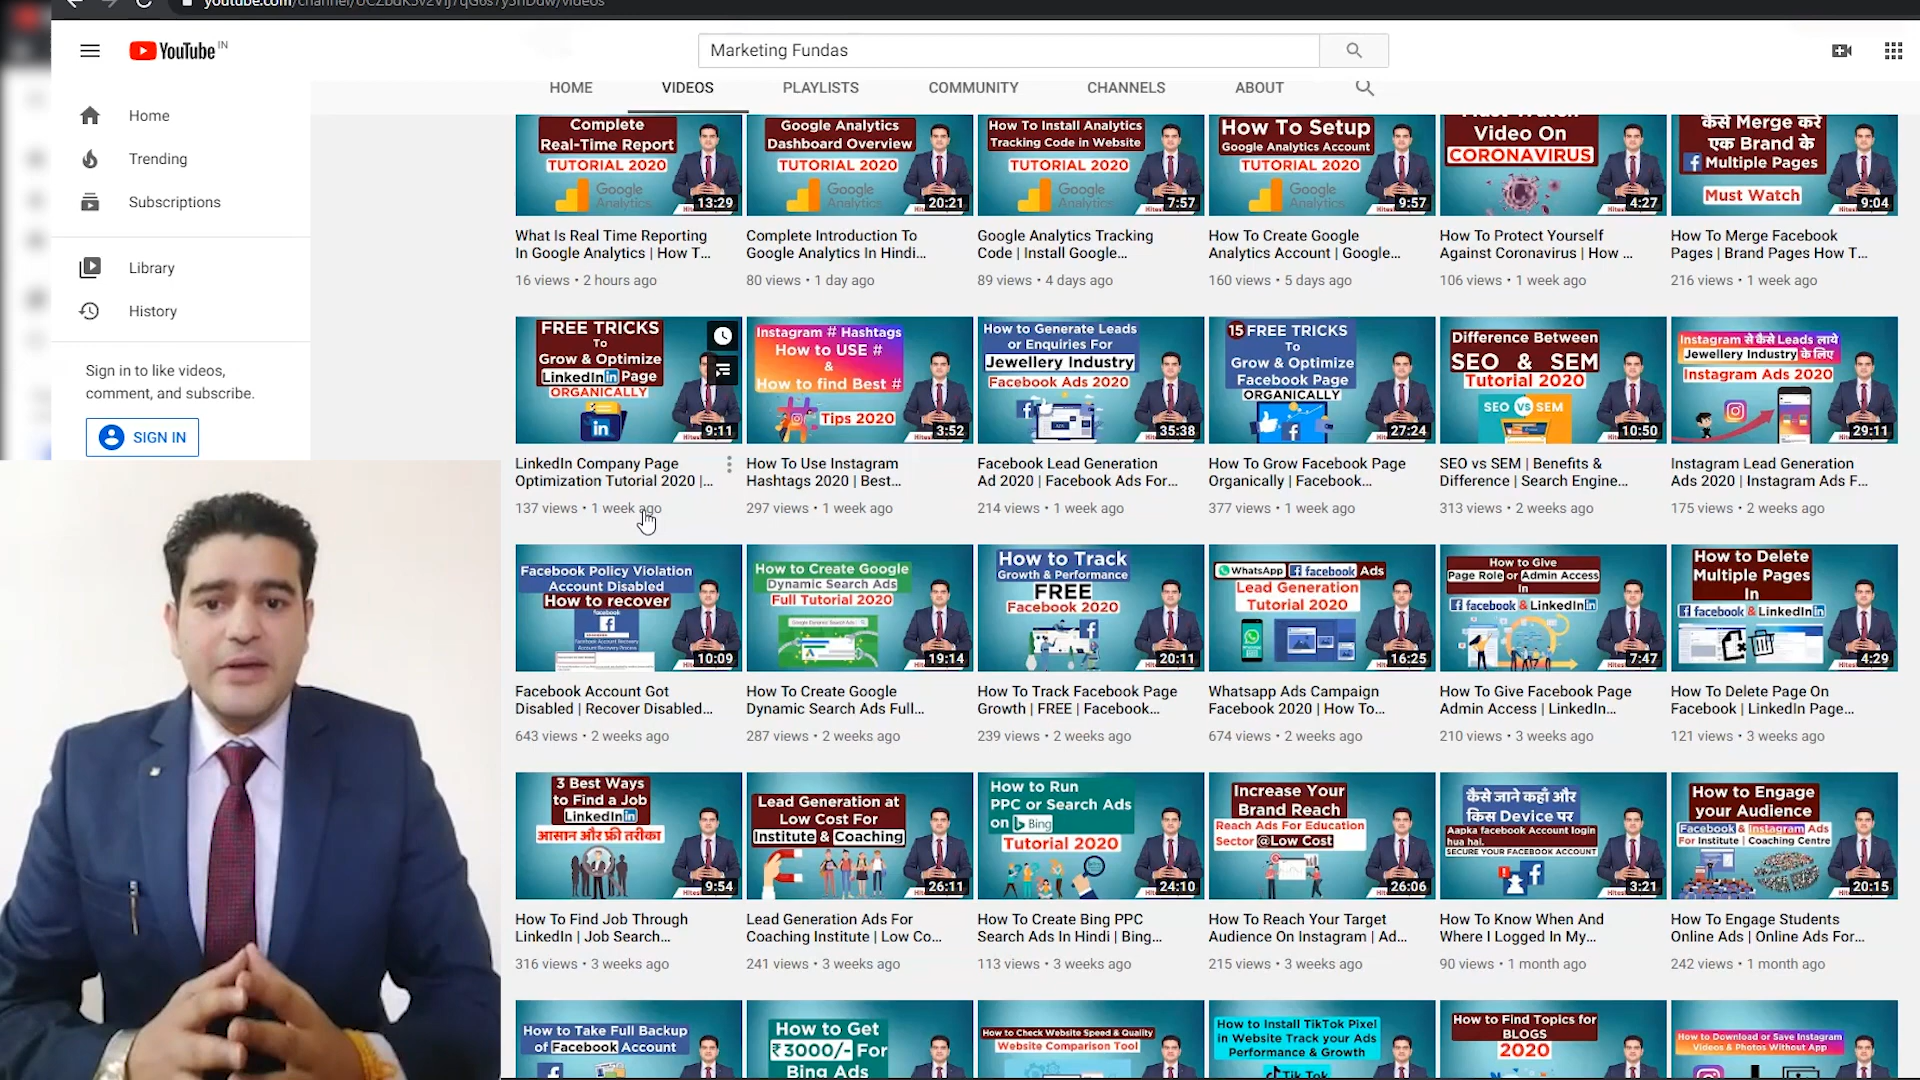 YouTube IN
Marketing Fundas
HOME
VIDEOS
PLAYLISTS
COMMUNITY
CHANNELS
ABOUT
Home
Trending
Subscriptions
Library
History
Sign in to like videos,
comment, and subscribe.
SIGN IN
Complete
Real-Time Report
TUTORIAL 2020
Google
Analytics
13:29
What Is Real Time Reporting
In Google Analytics | How T...
16 views • 2 hours ago
Google Analytics
Dashboard Overview
TUTORIAL 2020
Google
Analytics
20:21
Complete Introduction To
Google Analytics In Hindi...
80 views • 1 day ago
How To Install Analytics
Tracking Code in Website
TUTORIAL 2020
Google
Analytics
7:57
Google Analytics Tracking
Code | Install Google...
89 views • 4 days ago
How To Setup
Google Analytics Account
TUTORIAL 2020
Google
Analytics
9:57
How To Create Google
Analytics Account | Google...
160 views • 5 days ago
Must Watch
Video On
CORONAVIRUS
4:27
How To Protect Yourself
Against Coronavirus | How ...
106 views • 1 week ago
कैसे Merge करे
एक Brand के
Multiple Pages
Must Watch
9:04
How To Merge Facebook
Pages | Brand Pages How T...
216 views • 1 week ago
FREE TRICKS
To
Grow & Optimize
LinkedIn Page
ORGANICALLY
9:11
LinkedIn Company Page
Optimization Tutorial 2020 |...
137 views • 1 week ago
Instagram # Hashtags
How to USE #
&
How to find Best #
Tips 2020
3:52
How To Use Instagram
Hashtags 2020 | Best...
297 views • 1 week ago
How to Generate Leads
or Enquiries For
Jewellery Industry
Facebook Ads 2020
35:38
Facebook Lead Generation
Ad 2020 | Facebook Ads For...
214 views • 1 week ago
15 FREE TRICKS
To
Grow & Optimize
Facebook Page
ORGANICALLY
27:24
How To Grow Facebook Page
Organically | Facebook...
377 views • 1 week ago
Difference Between
SEO & SEM
Tutorial 2020
SEO VS SEM
10:50
SEO vs SEM | Benefits &
Difference | Search Engine...
313 views • 2 weeks ago
Instagram से कैसे Leads लाये
Jewellery Industry के लिए
Instagram Ads 2020
29:11
Instagram Lead Generation
Ads 2020 | Instagram Ads F...
175 views • 2 weeks ago
Facebook Policy Violation
Account Disabled
How to recover
facebook
10:09
Facebook Account Got
Disabled | Recover Disabled...
643 views • 2 weeks ago
How to Create Google
Dynamic Search Ads
Full Tutorial 2020
19:14
How To Create Google
Dynamic Search Ads Full...
287 views • 2 weeks ago
How to Track
Growth & Performance
FREE
Facebook 2020
20:11
How To Track Facebook Page
Growth | FREE | Facebook...
239 views • 2 weeks ago
WhatsApp facebook Ads
Lead Generation
Tutorial 2020
16:25
Whatsapp Ads Campaign
Facebook 2020 | How To...
674 views • 2 weeks ago
How to Give
Page Role or Admin Access
In
facebook & LinkedIn
7:47
How To Give Facebook Page
Admin Access | LinkedIn...
210 views • 3 weeks ago
How to Delete
Multiple Pages
In
facebook & LinkedIn
4:29
How To Delete Page On
Facebook | LinkedIn Page...
121 views • 3 weeks ago
3 Best Ways
to Find a Job
LinkedIn
आसान और फ्री तरीका
9:54
How To Find Job Through
LinkedIn | Job Search...
316 views • 3 weeks ago
Lead Generation at
Low Cost For
Institute & Coaching
26:11
Lead Generation Ads For
Coaching Institute | Low Co...
241 views • 3 weeks ago
How to Run
PPC or Search Ads
on Bing
Tutorial 2020
24:10
How To Create Bing PPC
Search Ads In Hindi | Bing...
113 views • 3 weeks ago
Increase Your
Brand Reach
Reach Ads For Education
Sector @Low Cost
26:06
How To Reach Your Target
Audience On Instagram | Ad...
215 views • 3 weeks ago
कैसे जाने कहाँ और
किस Device पर
Aapka facebook Account login
hua hai.
SECURE YOUR FACEBOOK ACCOUNT
3:21
How To Know When And
Where I Logged In My...
90 views • 1 month ago
How to Engage
your Audience
Facebook & Instagram Ads
For Institute | Coaching Centre
20:15
How To Engage Students
Online Ads | Online Ads For...
242 views • 1 month ago
How to Take Full Backup
of Facebook Account
How to Get
₹3000/- For
Bing Ads
How to Check Website Speed & Quality
Website Comparison Tool
How to Install TikTok Pixel
in Website Track your Ads
Performance & Growth
Tik Tok
How to Find Topics for
BLOGS
2020
How to Download or Save Instagram
Videos & Photos Without App